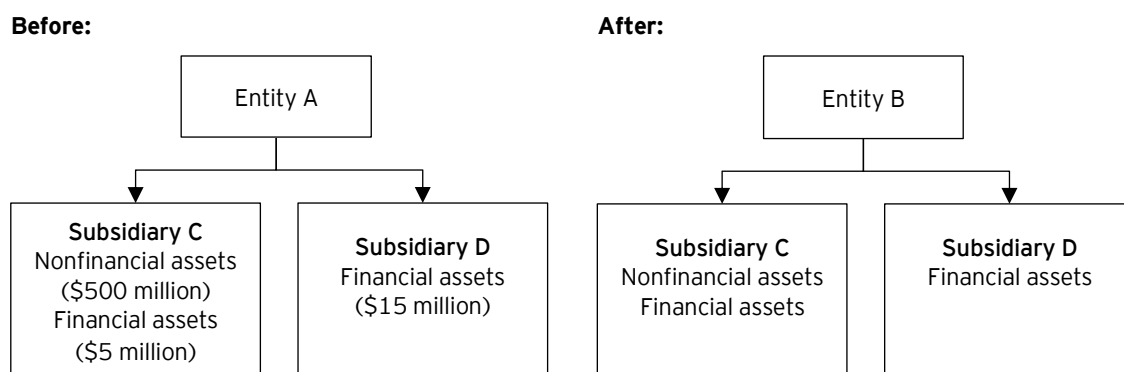 Before:
Entity A
Subsidiary C
Nonfinancial assets
($500 million)
Financial assets
($5 million)
Subsidiary D
Financial assets
($15 million)
After:
Entity B
Subsidiary C
Nonfinancial assets
Financial assets
Subsidiary D
Financial assets